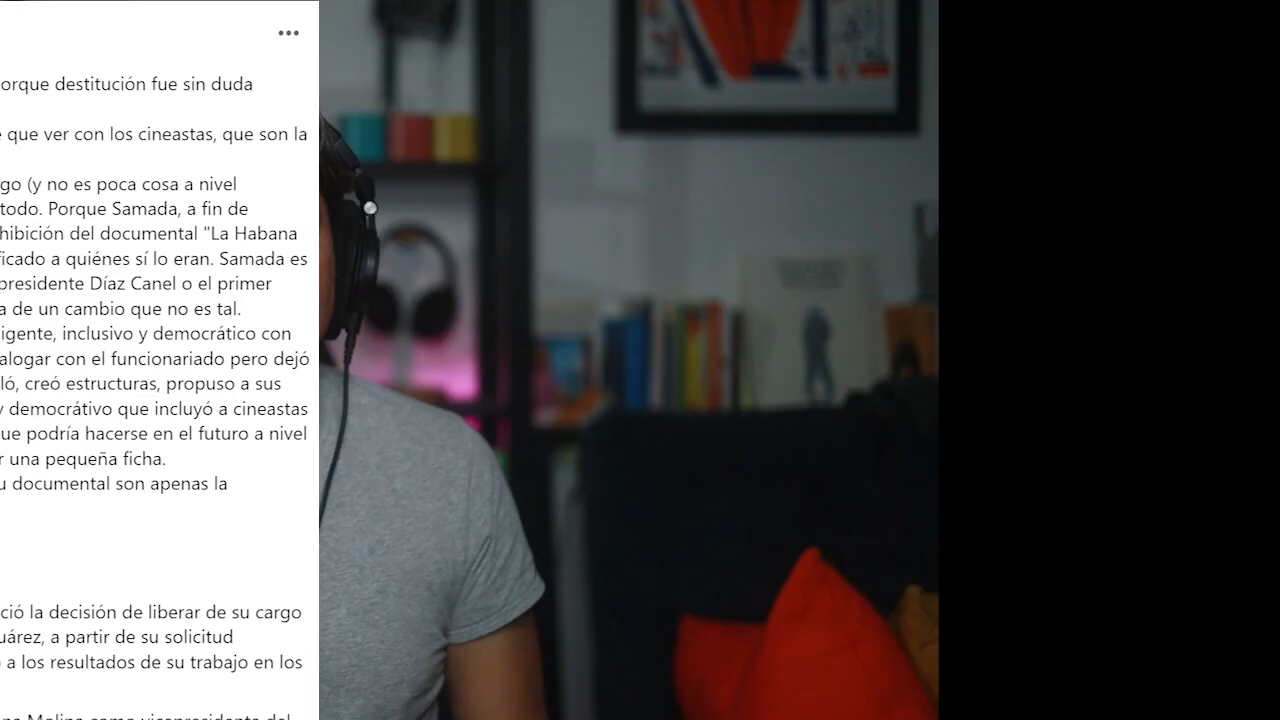 orque destitución fue sin duda
e que ver con los cineastas, que son la
go (y no es poca cosa a nivel
todo. Porque Samada, a fin de
hibición del documental "La Habana
ficado a quiénes sí lo eran. Samada es
presidente Díaz Canel o el primer
a de un cambio que no es tal.
igente, inclusivo y democrático con
alogar con el funcionariado pero dejó
ló, creó estructuras, propuso a sus
y democrátivo que incluyó a cineastas
que podría hacerse en el futuro a nivel
r una pequeña ficha.
u documental son apenas la
ció la decisión de liberar de su cargo
uárez, a partir de su solicitud
a los resultados de su trabajo en los
Molina como vicepresidente del